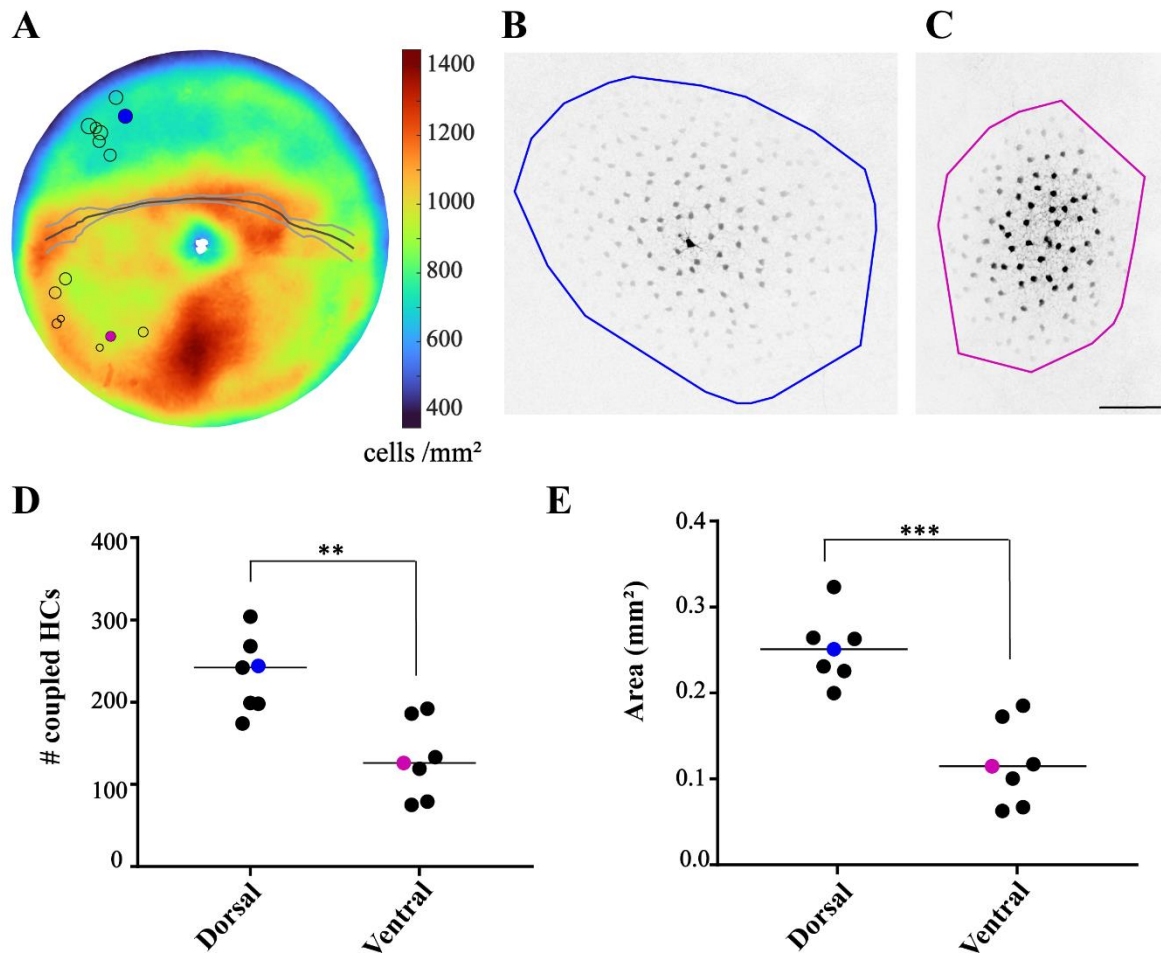 A
B
C
1400
1200
1000
800
600
400
cells /mm²
D
E
# coupled HCs
400
300
200
100
0
**
Dorsal
Ventral
Area (mm²)
0.4
0.3
0.2
0.1
0.0
***
Dorsal
Ventral